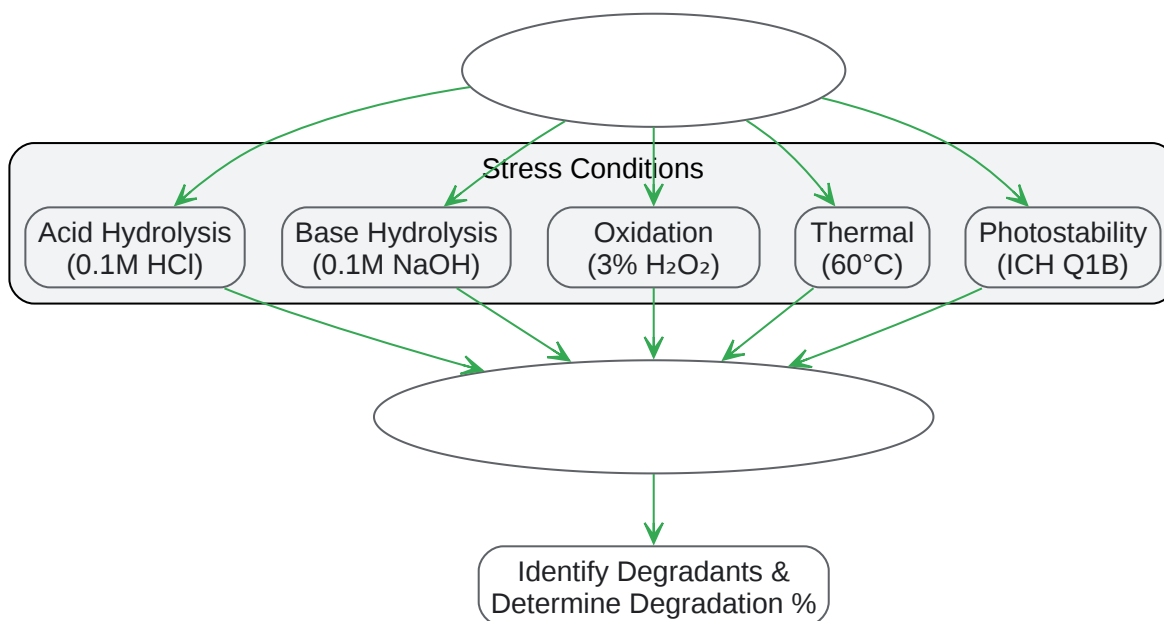 Stress Conditions
Acid Hydrolysis
(0.1M HCl)
Base Hydrolysis
(0.1M NaOH)
Oxidation
(3% H₂O₂)
Thermal
(60°C)
Photostability
(ICH Q1B)
Identify Degradants &
Determine Degradation %